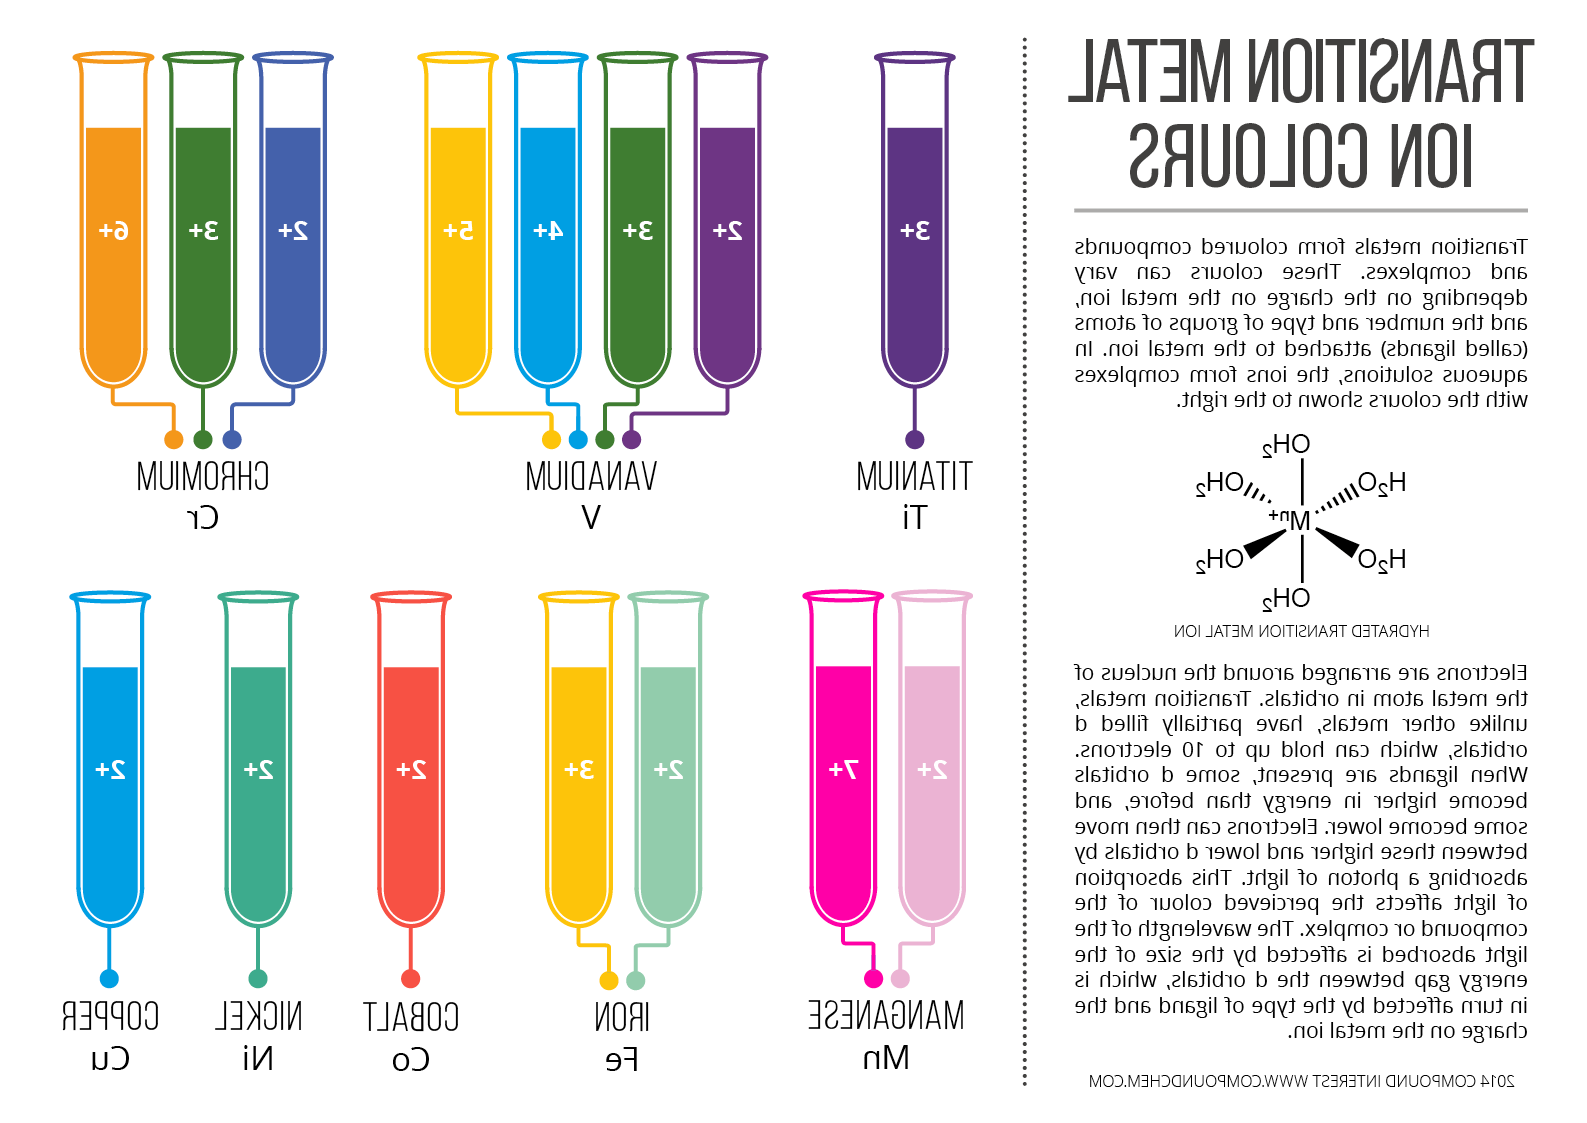 TRANSITION METAL
ION COLOURS
Transition metals form coloured compounds
and complexes. These colours can vary
depending on the charge on the metal ion,
and the number and type of groups of atoms
(called ligands) attached to the metal ion. In
aqueous solutions, the ions form complexes
with the colours shown to the right.
OH2
H2O OH2
Mn+
H2O OH2
OH2
HYDRATED TRANSITION METAL ION
Electrons are arranged around the nucleus of
the metal atom in orbitals. Transition metals,
unlike other metals, have partially filled d
orbitals, which can hold up to 10 electrons.
When ligands are present, some d orbitals
become higher in energy than before, and
some become lower. Electrons can then move
between these higher and lower d orbitals by
absorbing a photon of light. This absorption
of light affects the percieved colour of the
compound or complex. The wavelength of the
light absorbed is affected by the size of the
energy gap between the d orbitals, which is
in turn affected by the type of ligand and the
charge on the metal ion.
2014 COMPOUND INTEREST WWW.COMPOUNDCHEM.COM
3+
TITANIUM
Ti
2+ 3+ 4+ 5+
VANADIUM
V
2+ 3+ 6+
CHROMIUM
Cr
2+ 7+
MANGANESE
Mn
2+ 3+
IRON
Fe
2+
COBALT
Co
2+
NICKEL
Ni
2+
COPPER
Cu